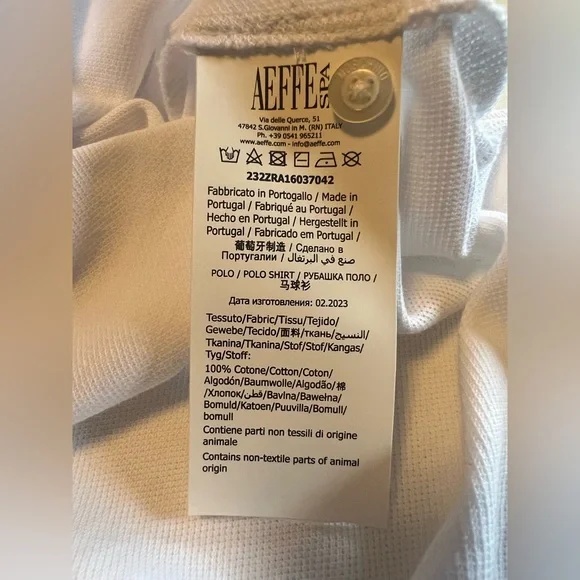 AEFFE SPA
Via delle Querce, 51
47842 S.Giovanni in M. (RN) ITALY
Ph. +39 0541 965211
www.aeffe.com - info@aeffe.com
232ZRA16037042
Fabbricato in Portogallo / Made in
Portugal / Fabriqué au Portugal /
Hecho en Portugal / Hergestellt in
Portugal / Fabricado em Portugal /
葡萄牙制造 / Сделано в
Португалии / صنع في البرتغال
POLO / POLO SHIRT / РУБАШКА ПОЛО /
马球衫
Дата изготовления: 02.2023
Tessuto/Fabric/Tissu/Tejido/
Gewebe/Tecido/面料/ткань/النسيج/
Tkanina/Tkanina/Stof/Stof/Kangas/
Tyg/Stoff:
100% Cotone/Cotton/Coton/
Algodón/Baumwolle/Algodão/棉
/Хлопок/قطن/Bavlna/Bawełna/
Bomuld/Katoen/Puuvilla/Bomull/
bomull
Contiene parti non tessili di origine
animale
Contains non-textile parts of animal
origin